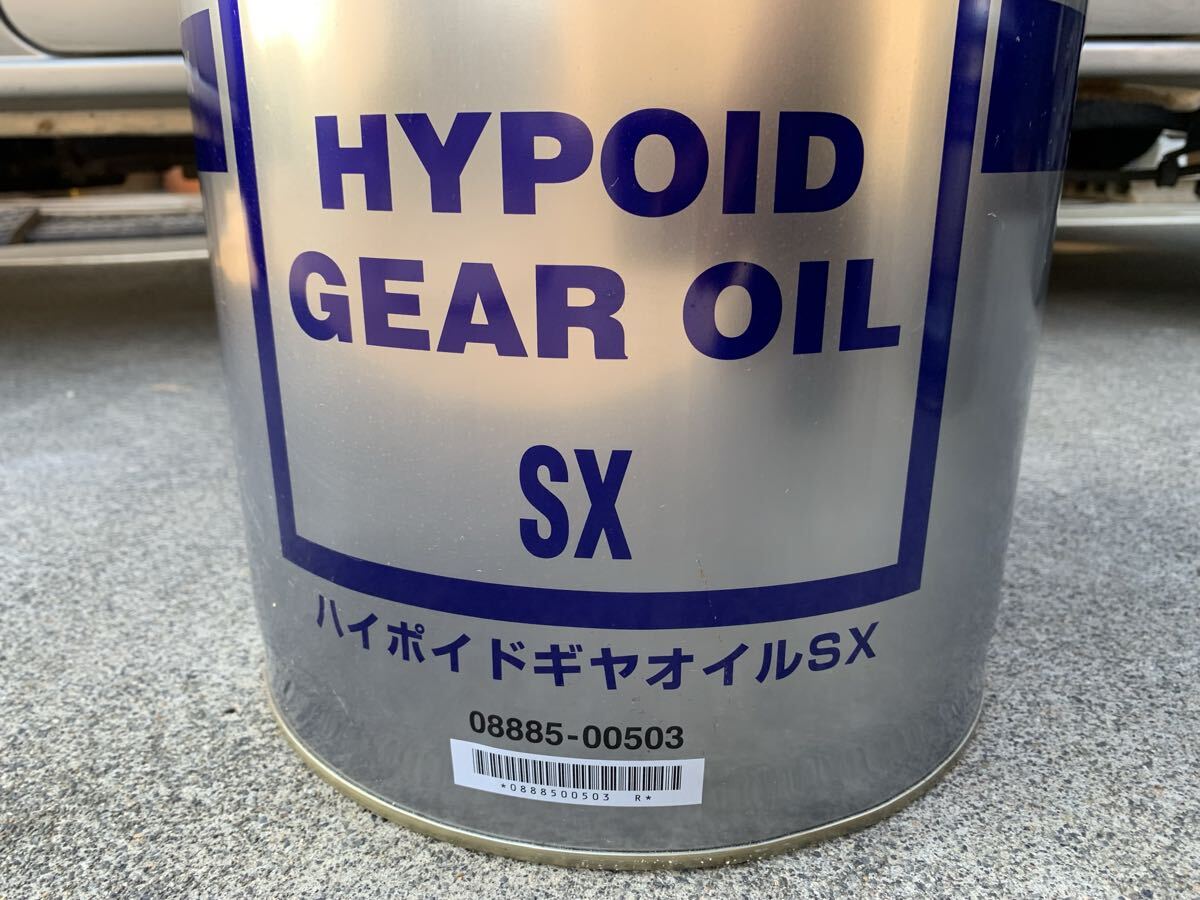 HYPOID
GEAR OIL
SX
ハイポイドギヤオイルSX
08885-00503
*0888500503 R*